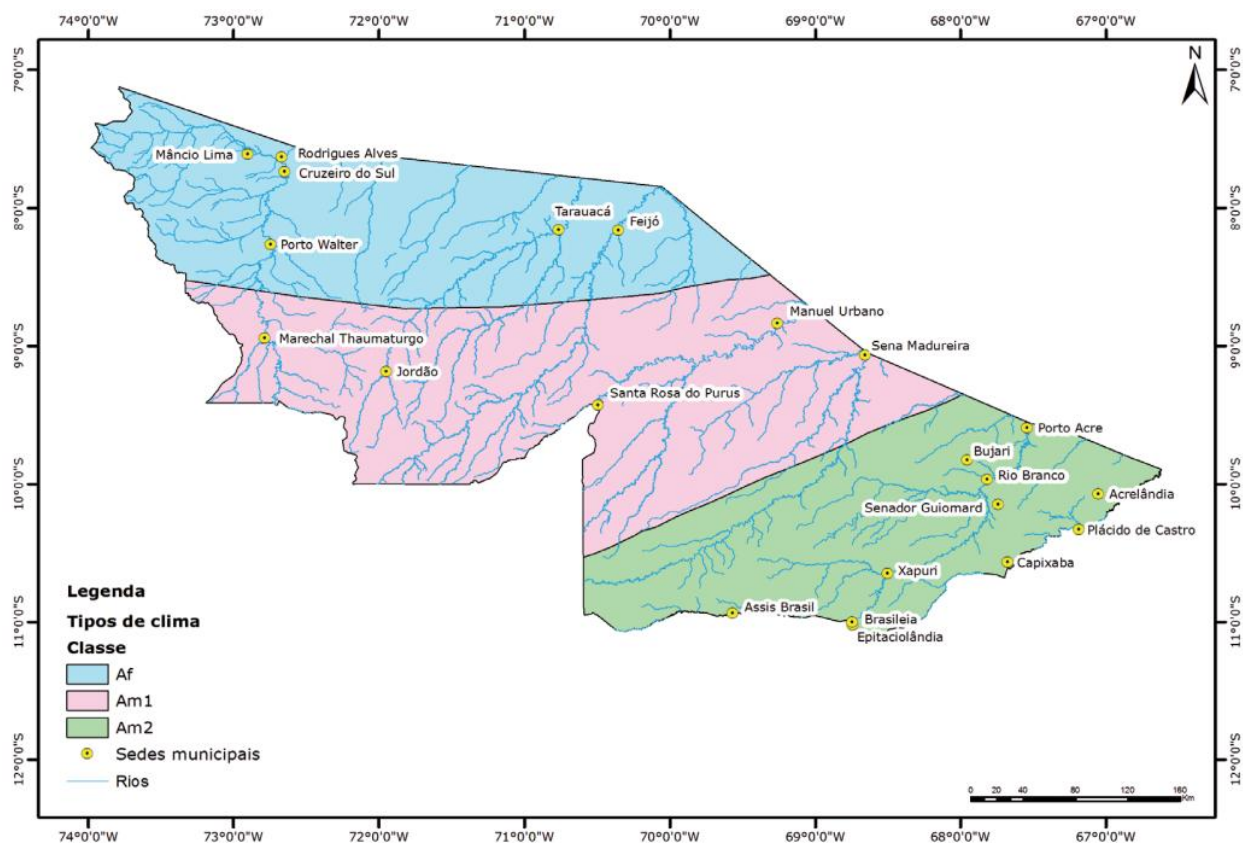 74°0'0"W 73°0'0"W 72°0'0"W 71°0'0"W 70°0'0"W 69°0'0"W 68°0'0"W 67°0'0"W
N
7°0'0"S 7°0'0"S
Mâncio Lima
Rodrigues Alves
Cruzeiro do Sul
8°0'0"S 8°0'0"S
Tarauacá
Feijó
Porto Walter
Manuel Urbano
9°0'0"S 9°0'0"S
Marechal Thaumaturgo
Sena Madureira
Jordão
Santa Rosa do Purus
Porto Acre
Bujari
Rio Branco
10°0'0"S 10°0'0"S
Acrelândia
Senador Guiomard
Plácido de Castro
Capixaba
Xapuri
Assis Brasil
11°0'0"S 11°0'0"S
Brasileia
Epitaciolândia
Legenda
Tipos de clima
Classe
Af
Am1
Am2
Sedes municipais
Rios
12°0'0"S 12°0'0"S
0 20 40 80 120 160
Km
74°0'0"W 73°0'0"W 72°0'0"W 71°0'0"W 70°0'0"W 69°0'0"W 68°0'0"W 67°0'0"W